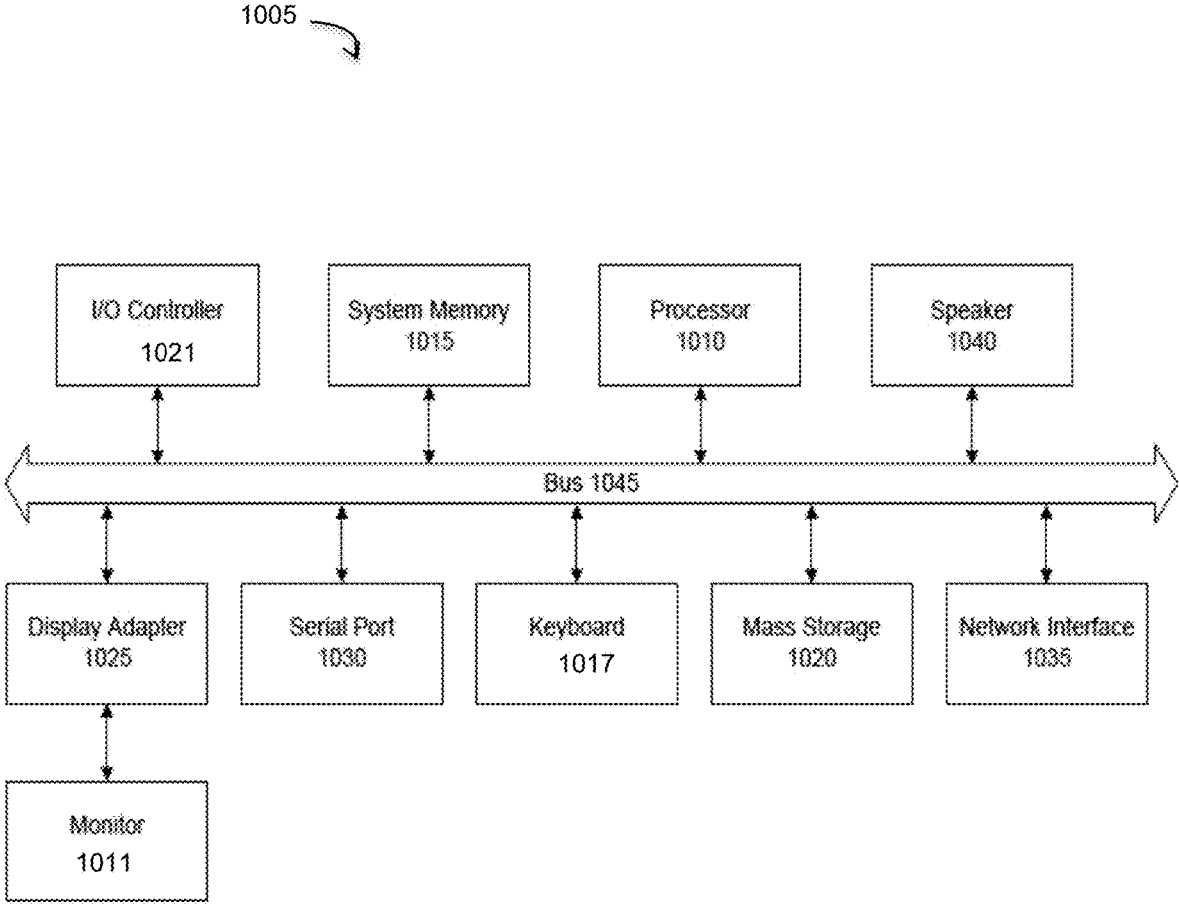 1005
I/O Controller
1021
System Memory
1015
Processor
1010
Speaker
1040
Bus 1045
Display Adapter
1025
Serial Port
1030
Keyboard
1017
Mass Storage
1020
Network Interface
1035
Monitor
1011